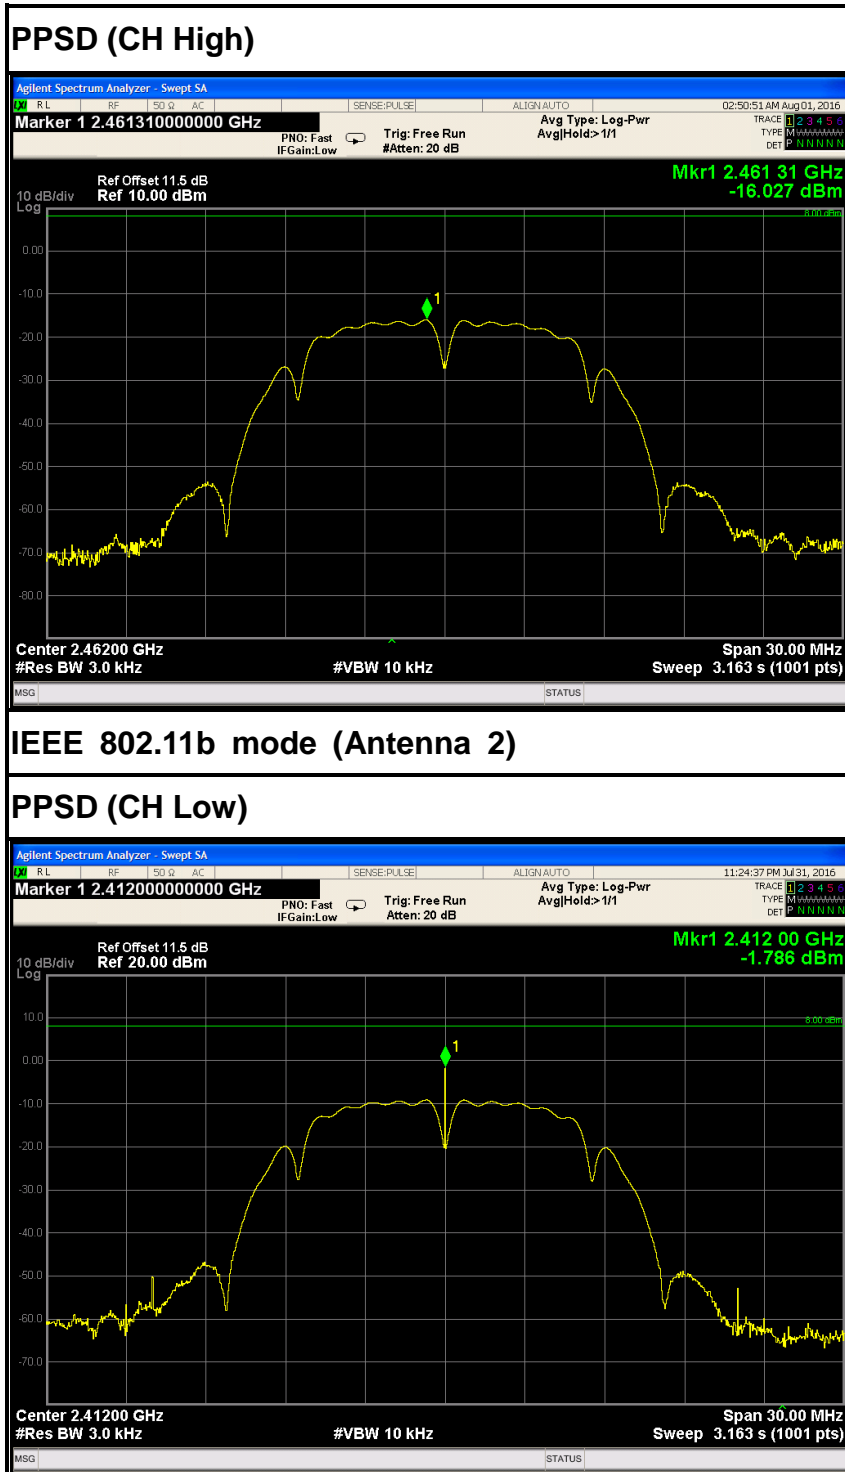 PPSD (CH High)
Agilent Spectrum Analyzer - Swept SA
LXI RL RF 50 Ω AC SENSE:PULSE ALIGN AUTO 02:50:51 AM Aug 01, 2016
Marker 1 2.461310000000 GHz Avg Type: Log-Pwr TRACE 1 2 3 4 5 6
PNO: Fast Trig: Free Run Avg|Hold:>1/1 TYPE M WWWWW
IFGain:Low #Atten: 20 dB DET P N N N N N
Mkr1 2.461 31 GHz
-16.027 dBm
Ref Offset 11.5 dB
10 dB/div Ref 10.00 dBm
Log
8.00 dBm
0.00
1
-10.0
-20.0
-30.0
-40.0
-50.0
-60.0
-70.0
-80.0
Center 2.46200 GHz Span 30.00 MHz
#Res BW 3.0 kHz #VBW 10 kHz Sweep 3.163 s (1001 pts)
MSG STATUS
IEEE 802.11b mode (Antenna 2)
PPSD (CH Low)
Agilent Spectrum Analyzer - Swept SA
LXI RL RF 50 Ω AC SENSE:PULSE ALIGN AUTO 11:24:37 PM Jul 31, 2016
Marker 1 2.412000000000 GHz Avg Type: Log-Pwr TRACE 1 2 3 4 5 6
PNO: Fast Trig: Free Run Avg|Hold:>1/1 TYPE M WWWWW
IFGain:Low Atten: 20 dB DET P N N N N N
Mkr1 2.412 00 GHz
-1.786 dBm
Ref Offset 11.5 dB
10 dB/div Ref 20.00 dBm
Log
10.0
8.00 dBm
1
0.00
-10.0
-20.0
-30.0
-40.0
-50.0
-60.0
-70.0
Center 2.41200 GHz Span 30.00 MHz
#Res BW 3.0 kHz #VBW 10 kHz Sweep 3.163 s (1001 pts)
MSG STATUS